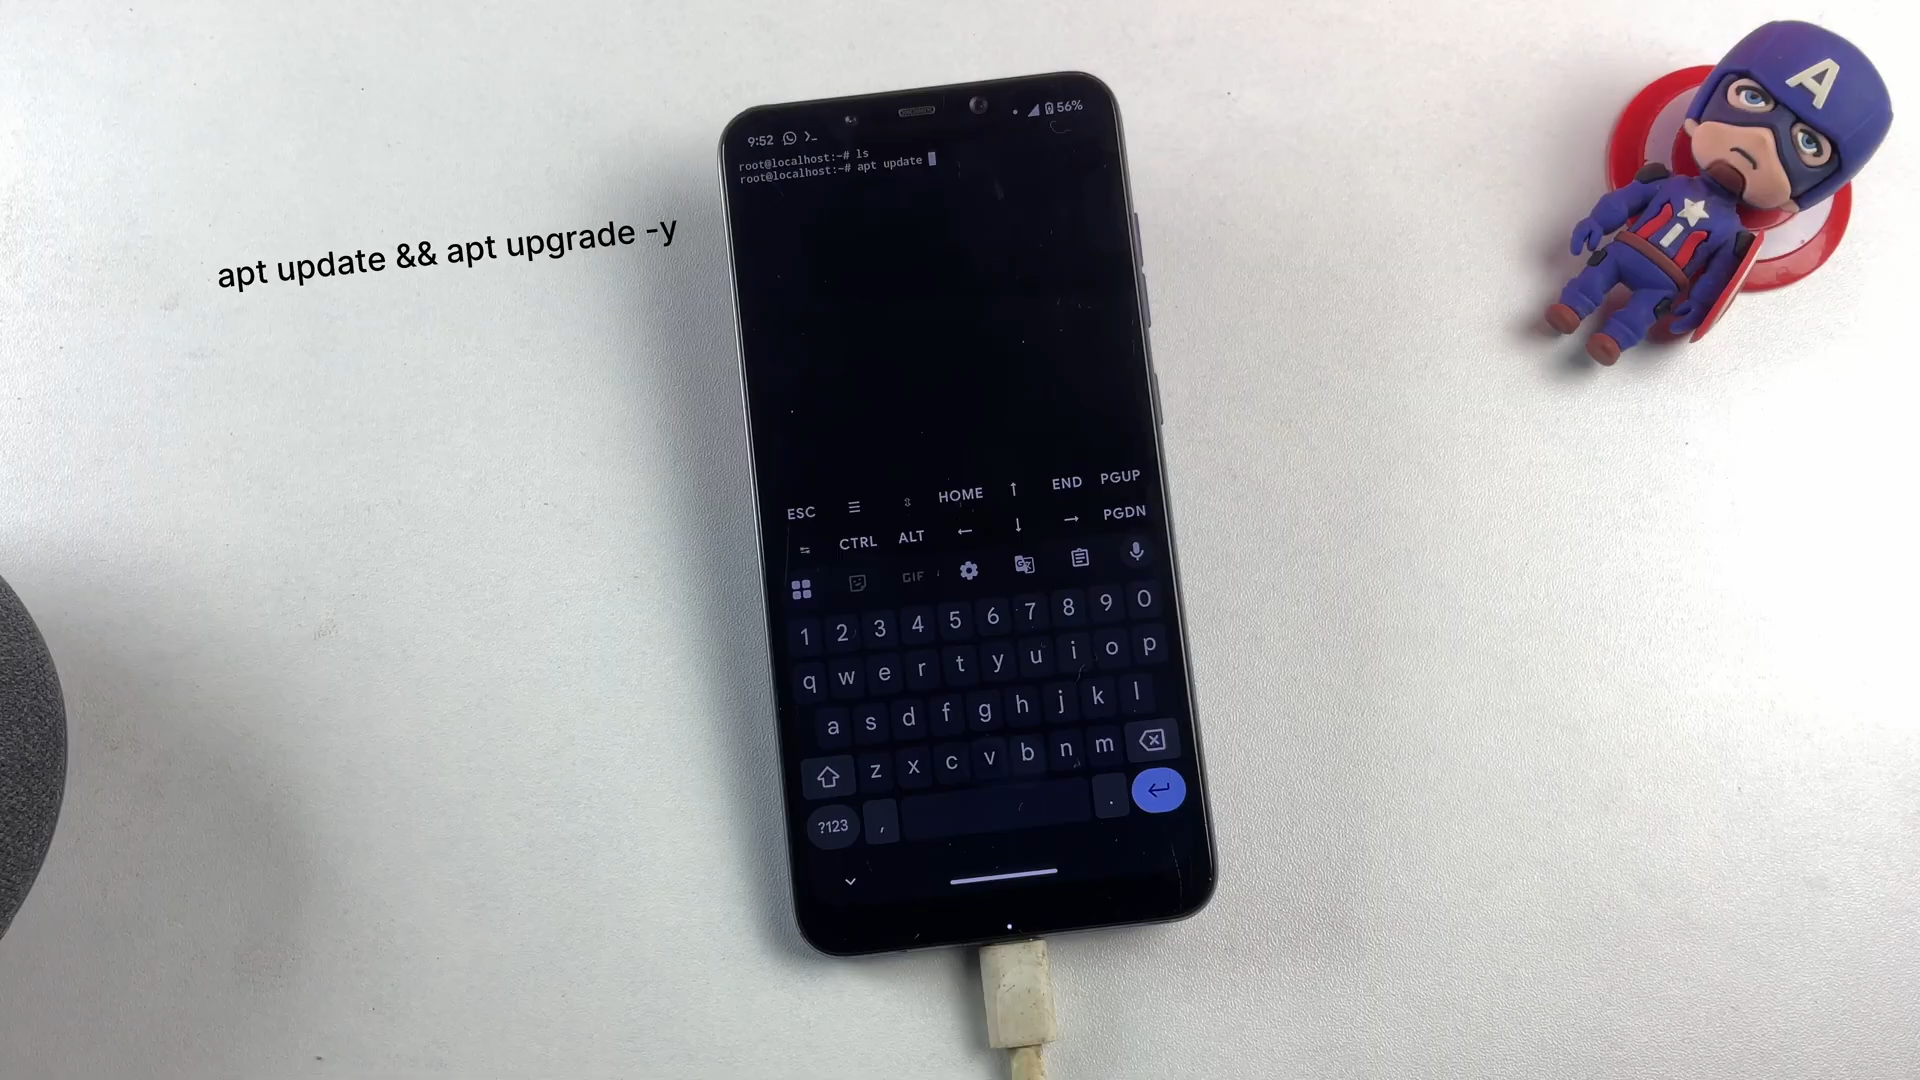 apt update && apt upgrade -y
9:52 56%
root@localhost:~# ls
root@localhost:~# apt update
ESC HOME END PGUP
CTRL ALT PGDN
GIF
1 2 3 4 5 6 7 8 9 0
q w e r t y u i o p
a s d f g h j k l
z x c v b n m
?123 , .
A